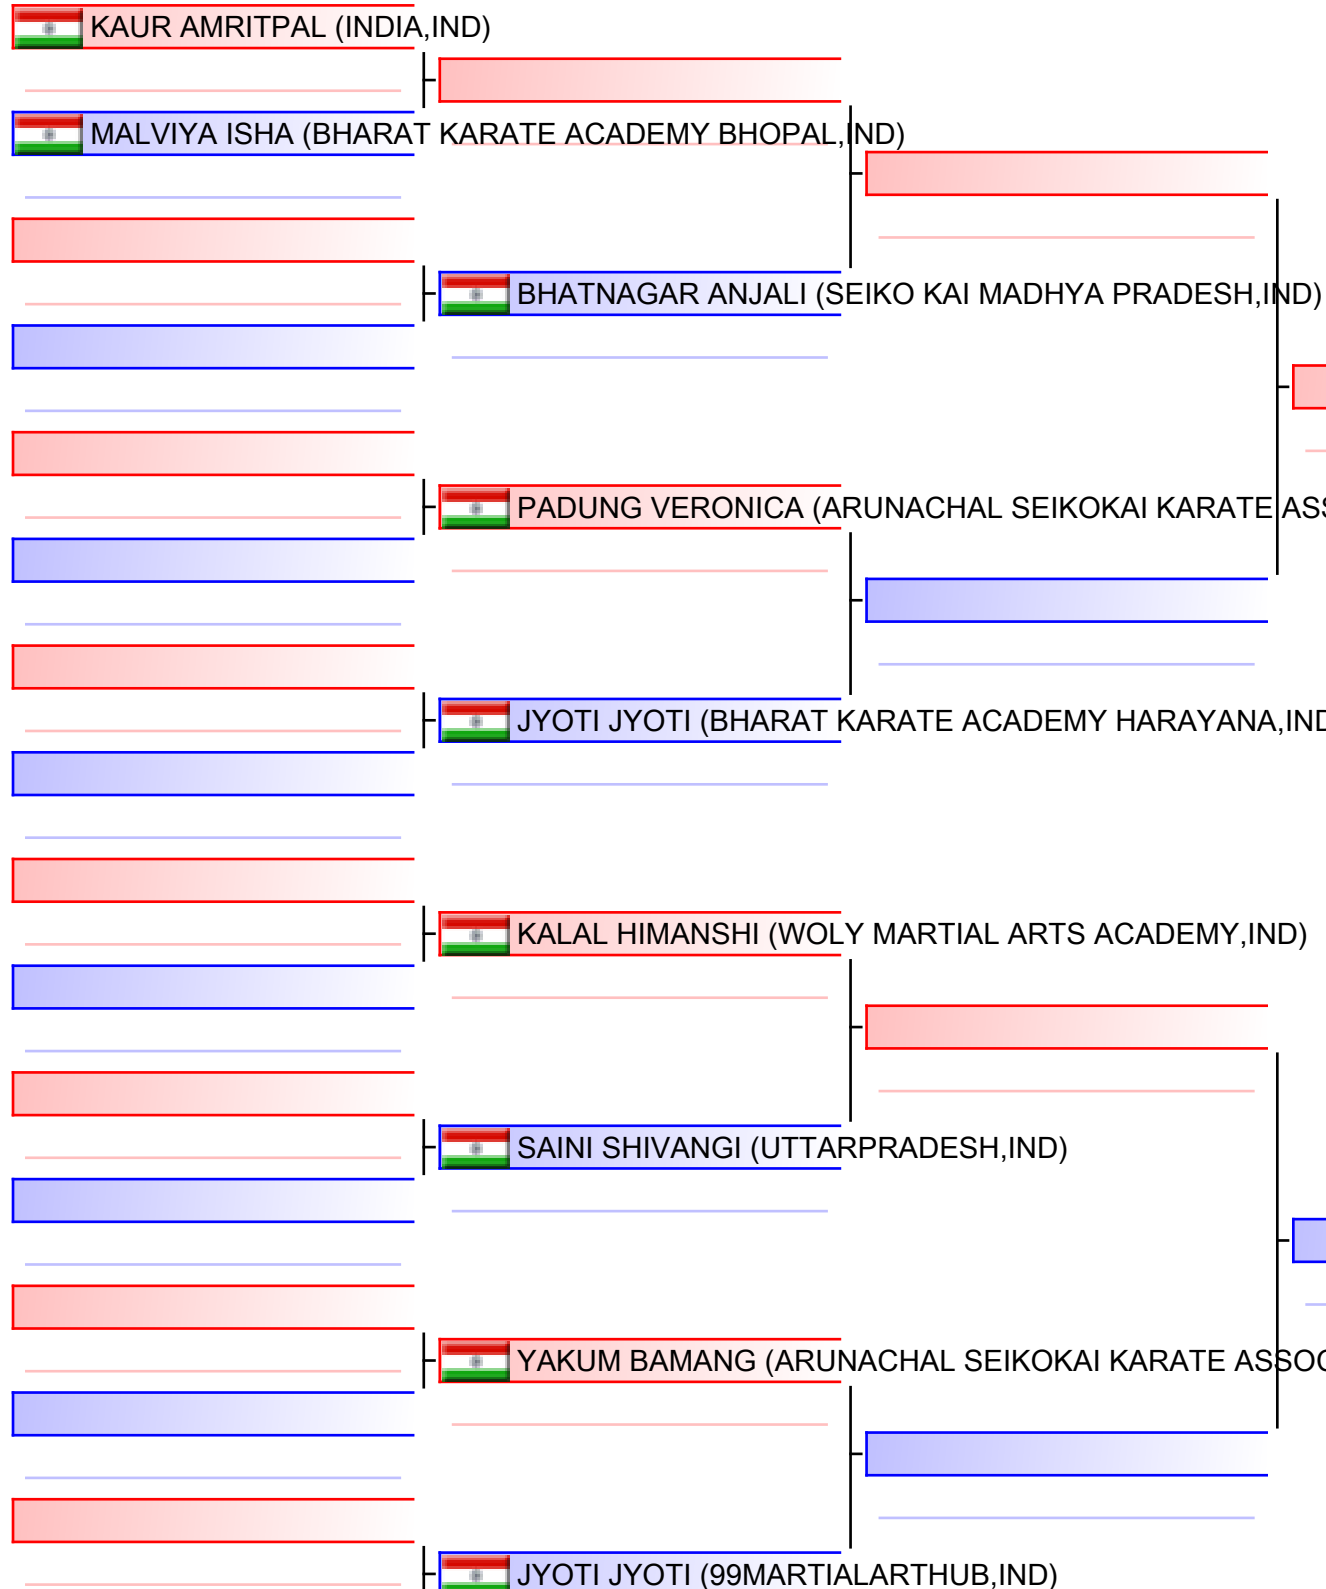 KAUR AMRITPAL (INDIA,IND)
MALVIYA ISHA (BHARAT KARATE ACADEMY BHOPAL,IND)
BHATNAGAR ANJALI (SEIKO KAI MADHYA PRADESH,IND)
PADUNG VERONICA (ARUNACHAL SEIKOKAI KARATE
JYOTI JYOTI (BHARAT KARATE ACADEMY HARAYANA,IND
KALAL HIMANSHI (WOLY MARTIAL ARTS ACADEMY,IND)
SAINI SHIVANGI (UTTARPRADESH,IND)
YAKUM BAMANG (ARUNACHAL SEIKOKAI KARATE
JYOTI JYOTI (99MARTIALARTHUB,IND)